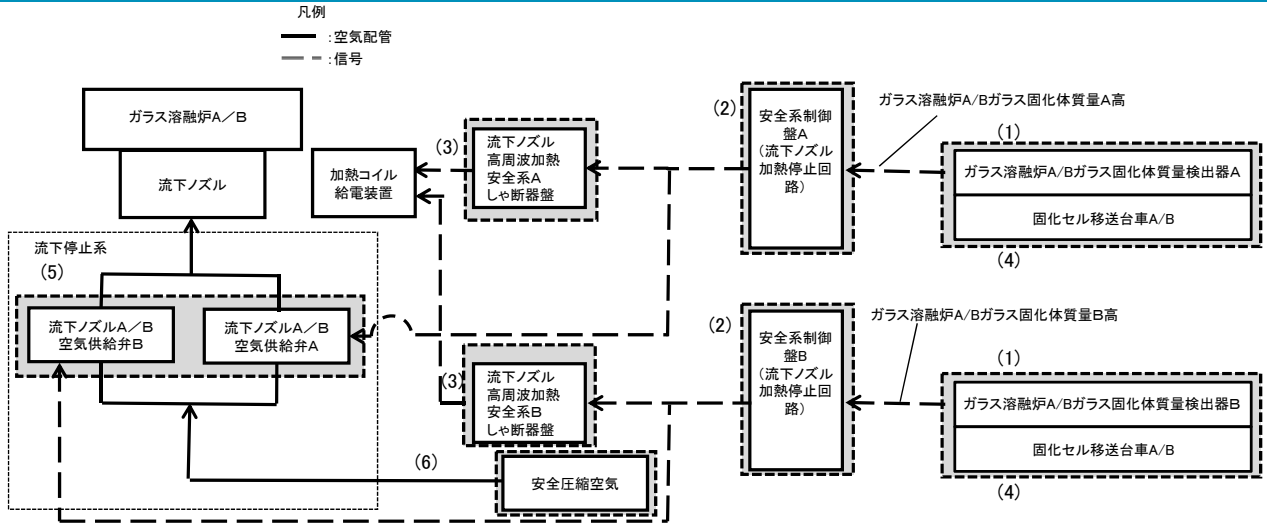 凡例
:空気配管
:信号
ガラス溶融炉A/B
流下ノズル
加熱コイル
給電装置
(3)
流下ノズル
高周波加熱
安全系A
しゃ断器盤
(2)
安全系制御
盤A
(流下ノズル
加熱停止回
路)
ガラス溶融炉A/Bガラス固化体質量A高
(1)
ガラス溶融炉A/Bガラス固化体質量検出器A
固化セル移送台車A/B
(4)
流下停止系
(5)
流下ノズルA/B
空気供給弁B
流下ノズルA/B
空気供給弁A
(3)
流下ノズル
高周波加熱
安全系B
しゃ断器盤
(2)
安全系制御
盤B
(流下ノズル
加熱停止回
路)
ガラス溶融炉A/Bガラス固化体質量B高
(1)
ガラス溶融炉A/Bガラス固化体質量検出器B
固化セル移送台車A/B
(4)
(6)
安全圧縮空気